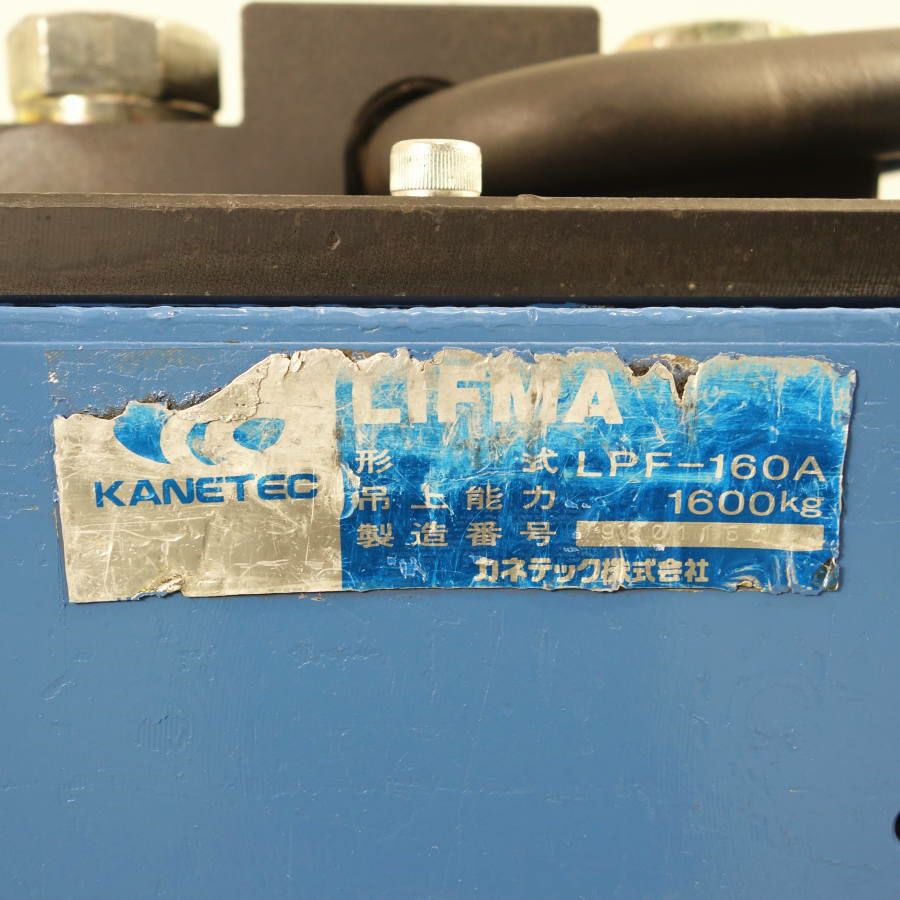 LIFMA
KANETEC
形式 LPF-160A
吊上能力 1600kg
製造番号
カネテック株式会社